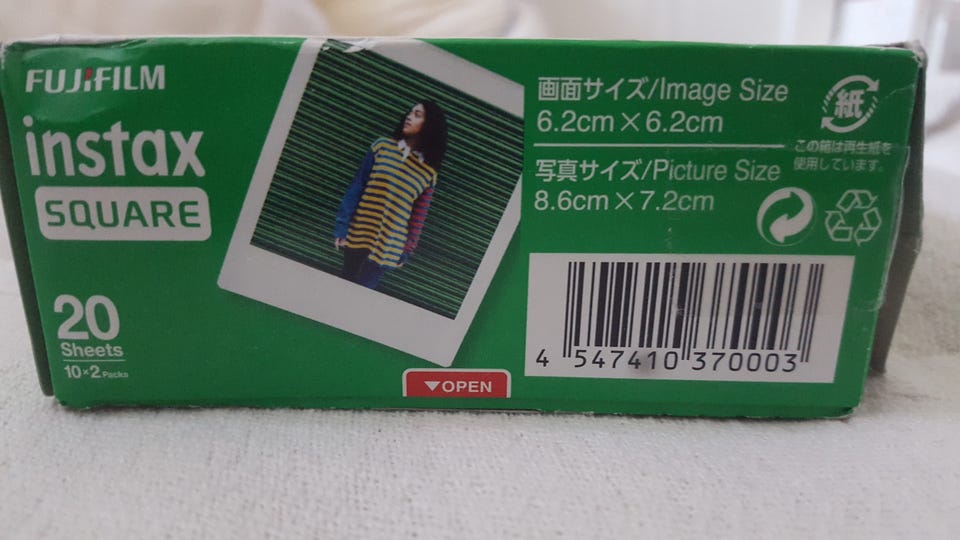 FUJIFILM
instax
SQUARE
20
Sheets
10×2 Packs
▼OPEN
画面サイズ/Image Size
6.2cm×6.2cm
写真サイズ/Picture Size
8.6cm×7.2cm
紙
この箱は再生紙を
使用しています。
4 547410 370003